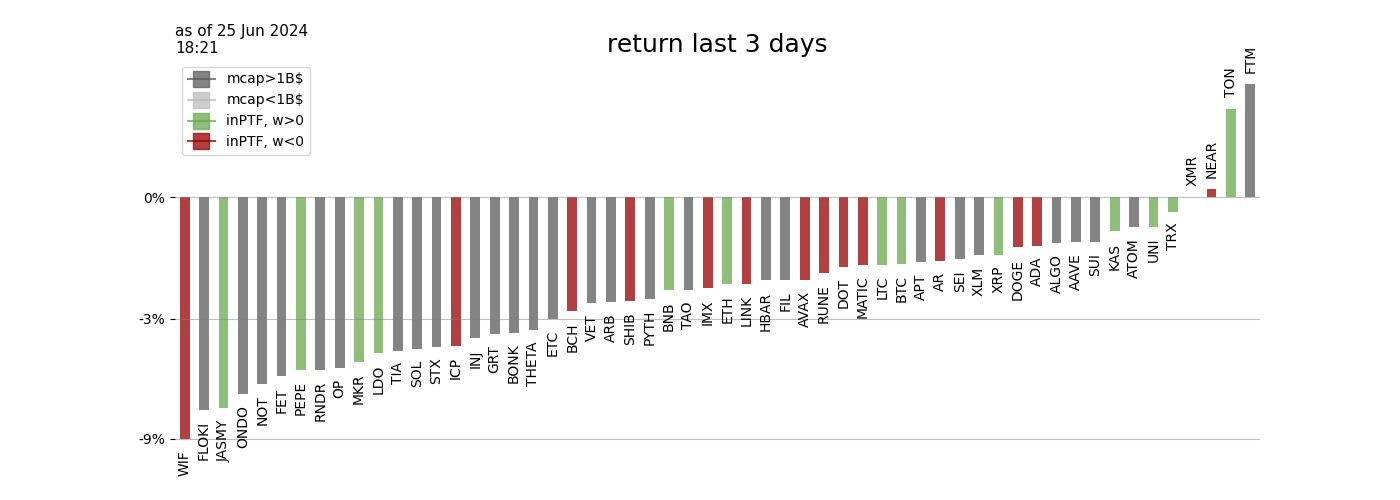 as of 25 Jun 2024
18:21
return last 3 days
mcap>1B$
mcap<1B$
inPTF, w>0
inPTF, w<0
0%
-3%
-9%
WIF
FLOKI
JASMY
ONDO
NOT
FET
PEPE
RNDR
OP
MKR
LDO
TIA
SOL
STX
ICP
INJ
GRT
BONK
THETA
ETC
BCH
VET
ARB
SHIB
PYTH
BNB
TAO
IMX
ETH
LINK
HBAR
FIL
AVAX
RUNE
DOT
MATIC
LTC
BTC
APT
AR
SEI
XLM
XRP
DOGE
ADA
ALGO
AAVE
SUI
KAS
ATOM
UNI
TRX
XMR
NEAR
TON
FTM